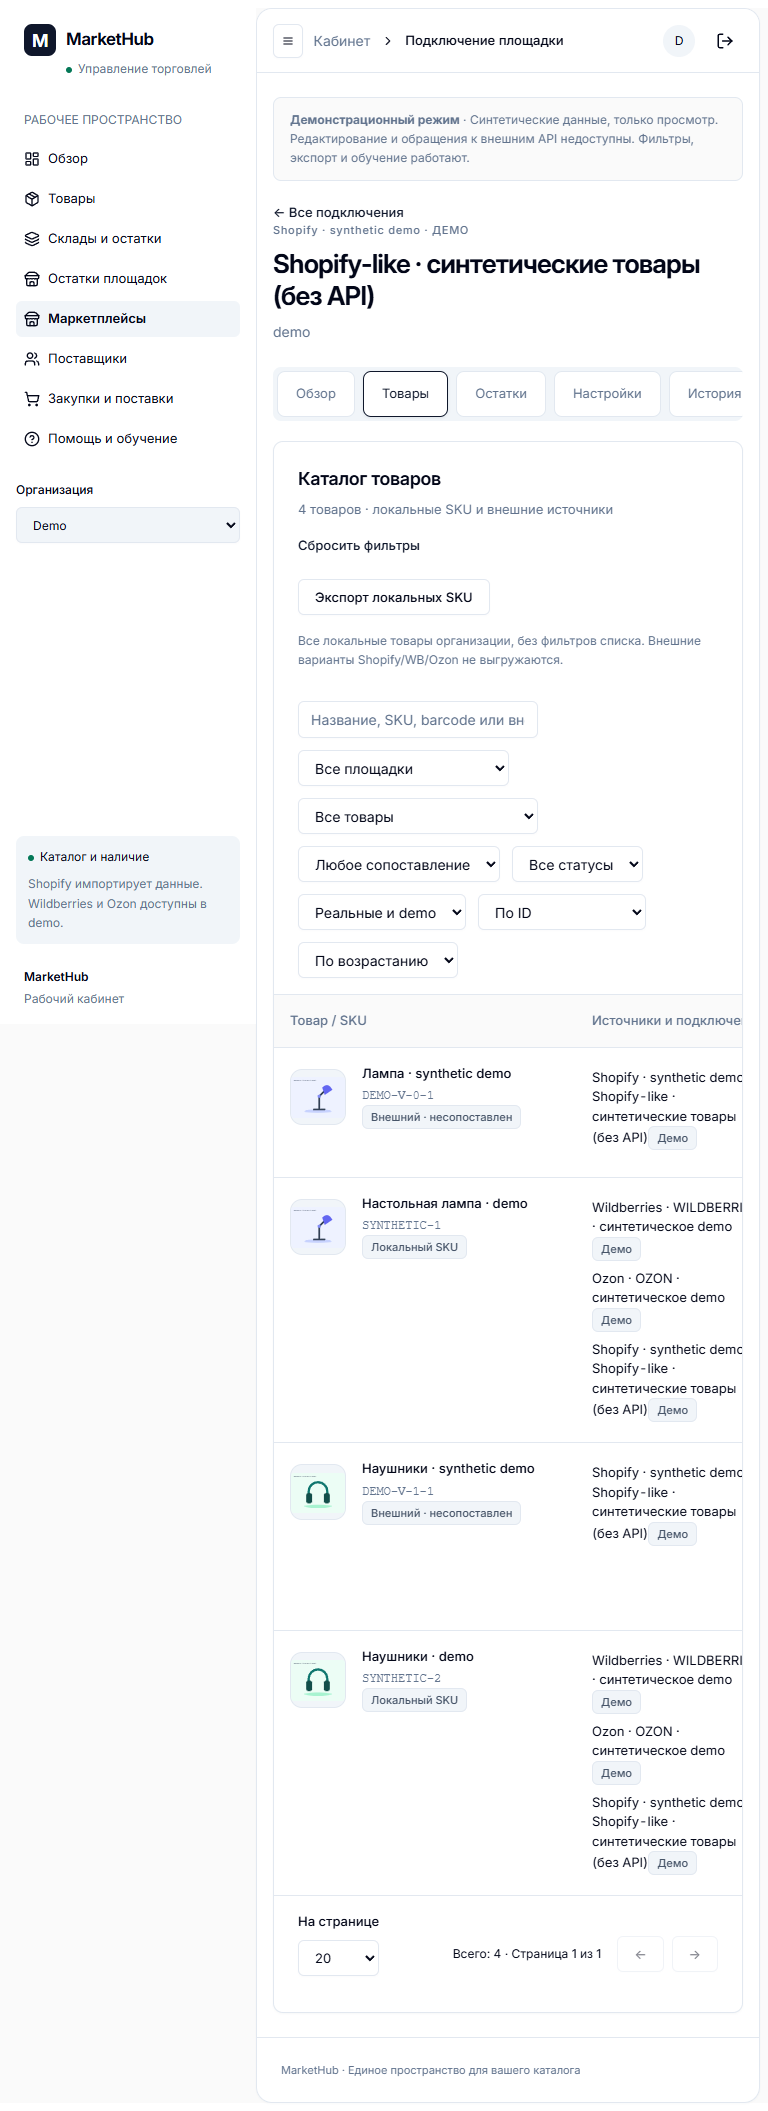 M MarketHub
Управление торговлей
РАБОЧЕЕ ПРОСТРАНСТВО
Обзор
Товары
Склады и остатки
Остатки площадок
Маркетплейсы
Поставщики
Закупки и поставки
Помощь и обучение
Организация
Demo
Каталог и наличие
Shopify импортирует данные.
Wildberries и Ozon доступны в
demo.
MarketHub
Рабочий кабинет
Кабинет > Подключение площадки
D
Демонстрационный режим · Синтетические данные, только просмотр.
Редактирование и обращения к внешним API недоступны. Фильтры,
экспорт и обучение работают.
← Все подключения
Shopify · synthetic demo · ДЕМО
Shopify-like · синтетические товары
(без API)
demo
Обзор
Товары
Остатки
Настройки
История
Каталог товаров
4 товаров · локальные SKU и внешние источники
Сбросить фильтры
Экспорт локальных SKU
Все локальные товары организации, без фильтров списка. Внешние
варианты Shopify/WB/Ozon не выгружаются.
Название, SKU, barcode или вн
Все площадки
Все товары
Любое сопоставление
Все статусы
Реальные и demo
По ID
По возрастанию
Товар / SKU
Источники и подключе
Лампа · synthetic demo
DEMO-V-0-1
Внешний · несопоставлен
Shopify · synthetic demo
Shopify-like ·
синтетические товары
(без API) Демо
Настольная лампа · demo
SYNTHETIC-1
Локальный SKU
Wildberries · WILDBERRI
· синтетическое demo
Демо
Ozon · OZON ·
синтетическое demo
Демо
Shopify · synthetic demo
Shopify-like ·
синтетические товары
(без API) Демо
Наушники · synthetic demo
DEMO-V-1-1
Внешний · несопоставлен
Shopify · synthetic demo
Shopify-like ·
синтетические товары
(без API) Демо
Наушники · demo
SYNTHETIC-2
Локальный SKU
Wildberries · WILDBERRI
· синтетическое demo
Демо
Ozon · OZON ·
синтетическое demo
Демо
Shopify · synthetic demo
Shopify-like ·
синтетические товары
(без API) Демо
На странице
20
Всего: 4 · Страница 1 из 1
← →
MarketHub · Единое пространство для вашего каталога